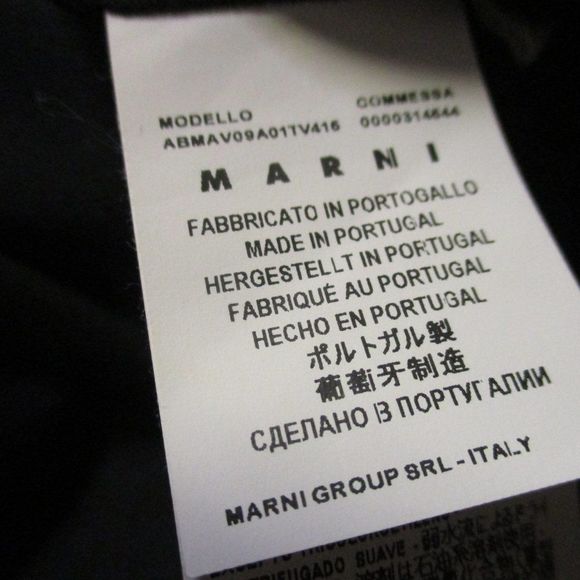 MODELLO COMMESSA
ABMAV09A01TV416 0000314644
MARNI
FABBRICATO IN PORTOGALLO
MADE IN PORTUGAL
HERGESTELLT IN PORTUGAL
FABRIQUÉ AU PORTUGAL
HECHO EN PORTUGAL
ポルトガル製
葡萄牙制造
СДЕЛАНО В ПОРТУГАЛИИ
MARNI GROUP SRL - ITALY
SUAVE